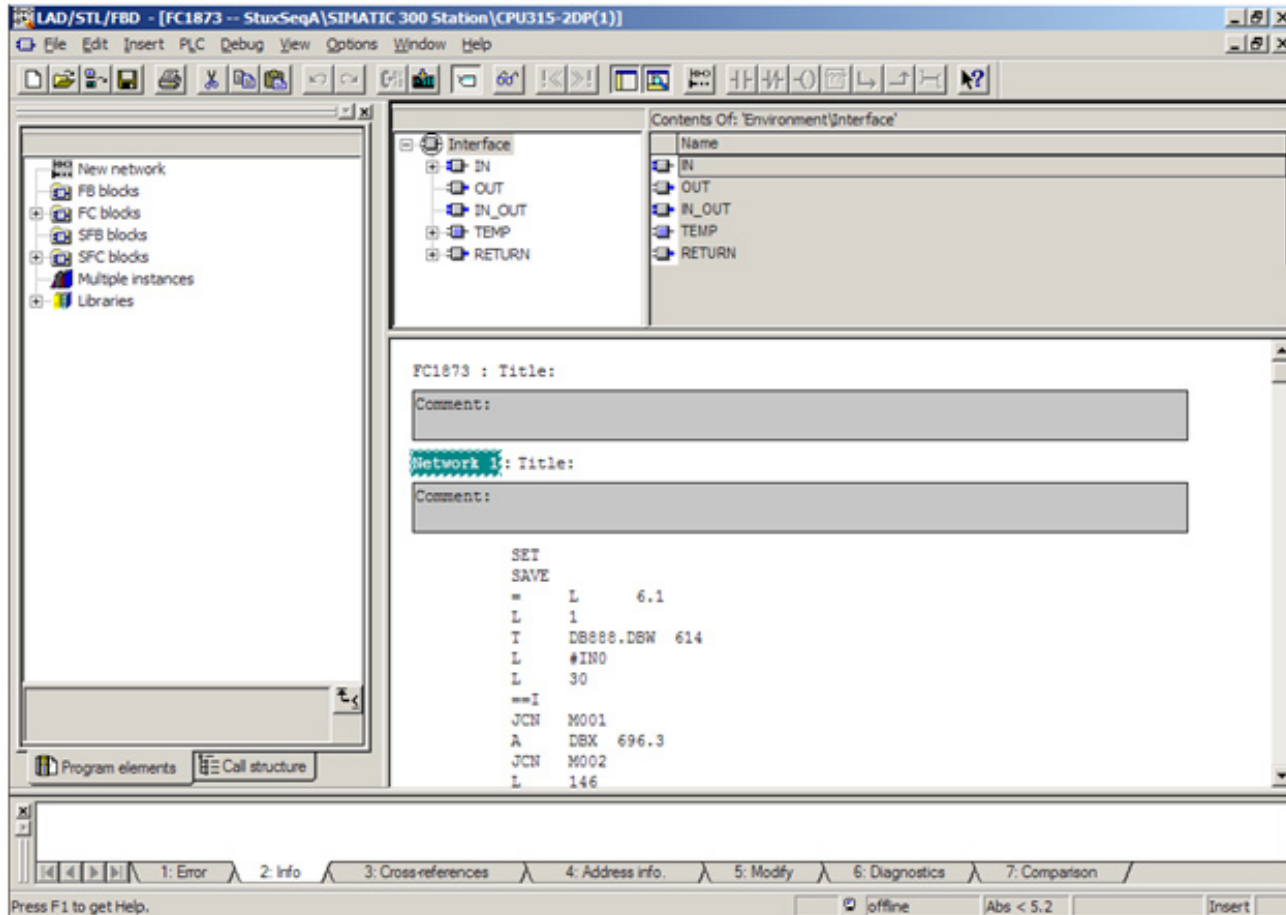 LAD/STL/FBD - [FC1873 -- StuxSeqA\SIMATIC 300 Station\CPU315-2DP(1)]
File Edit Insert PLC Debug View Options Window Help
New network
FB blocks
FC blocks
SFB blocks
SFC blocks
Multiple instances
Libraries
Program elements Call structure
Interface
IN
OUT
IN_OUT
TEMP
RETURN
Contents Of: 'Environment\Interface'
Name
IN
OUT
IN_OUT
TEMP
RETURN
FC1873 : Title:
Comment:
Network 1: Title:
Comment:
SET
SAVE
= L 6.1
L 1
T DB888.DBW 614
L #IN0
L 30
==I
JCN M001
A DBX 696.3
JCN M002
L 146
1: Error 2: Info 3: Cross-references 4: Address info. 5: Modify 6: Diagnostics 7: Comparison
Press F1 to get Help. offline Abs < 5.2 Insert